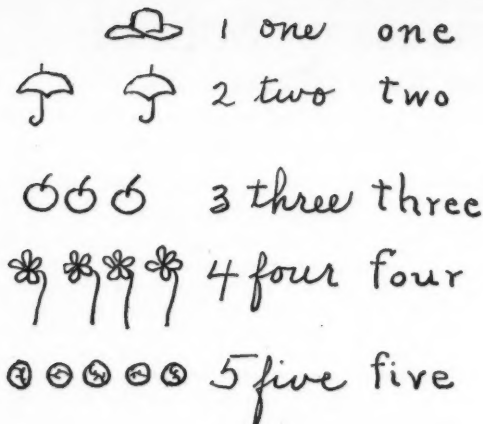 1 one one
2 two two
3 three three
4 four four
5 five five